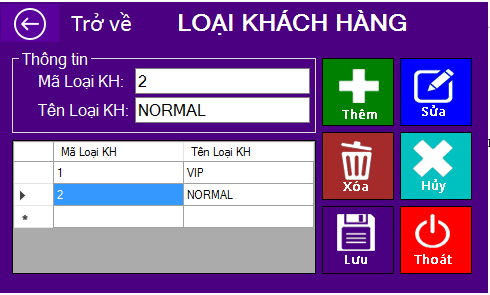 Trở về LOẠI KHÁCH HÀNG
Thông tin
Mã Loại KH: 2
Tên Loại KH: NORMAL
Thêm Sửa
Mã Loại KH Tên Loại KH
1 VIP
2 NORMAL
Xóa Hủy
Lưu Thoát